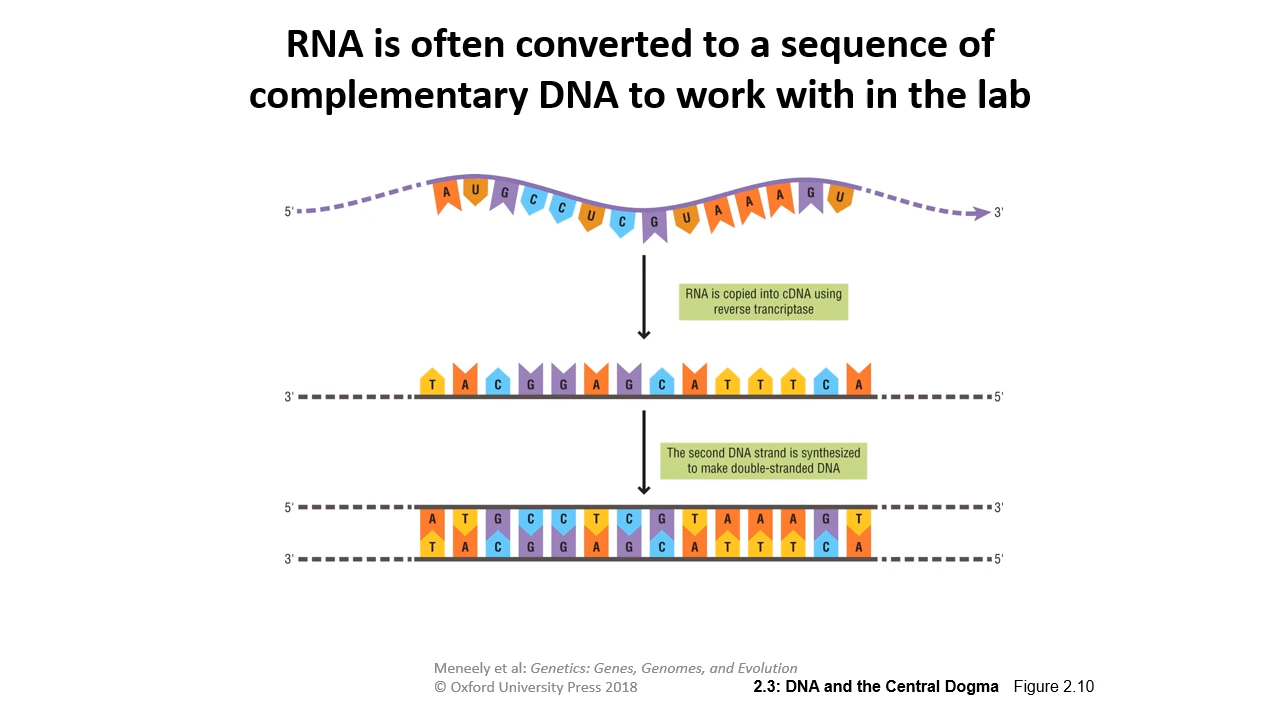 RNA is often converted to a sequence of
complementary DNA to work with in the lab
5' A U G C C U C G U A A A G U 3'
RNA is copied into cDNA using
reverse trancriptase
3' T A C G G A G C A T T T C A 5'
The second DNA strand is synthesized
to make double-stranded DNA
5' A T G C C T C G T A A A G T 3'
3' T A C G G A G C A T T T C A 5'
Meneely et al: Genetics: Genes, Genomes, and Evolution
© Oxford University Press 2018
2.3: DNA and the Central Dogma Figure 2.10